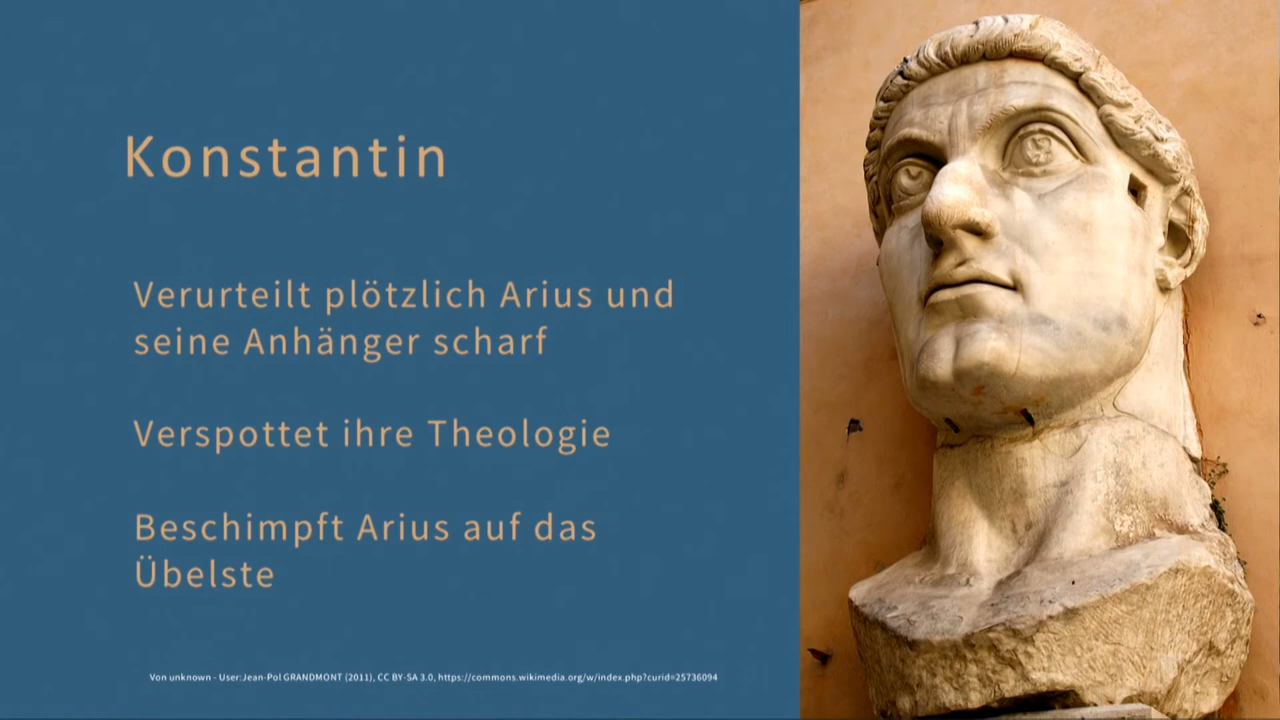 Konstantin
Verurteilt plötzlich Arius und
seine Anhänger scharf
Verspottet ihre Theologie
Beschimpft Arius auf das
Übelste
Von unknown - User:Jean-Pol GRANDMONT (2011), CC BY-SA 3.0, https://commons.wikimedia.org/w/index.php?curid=25736094